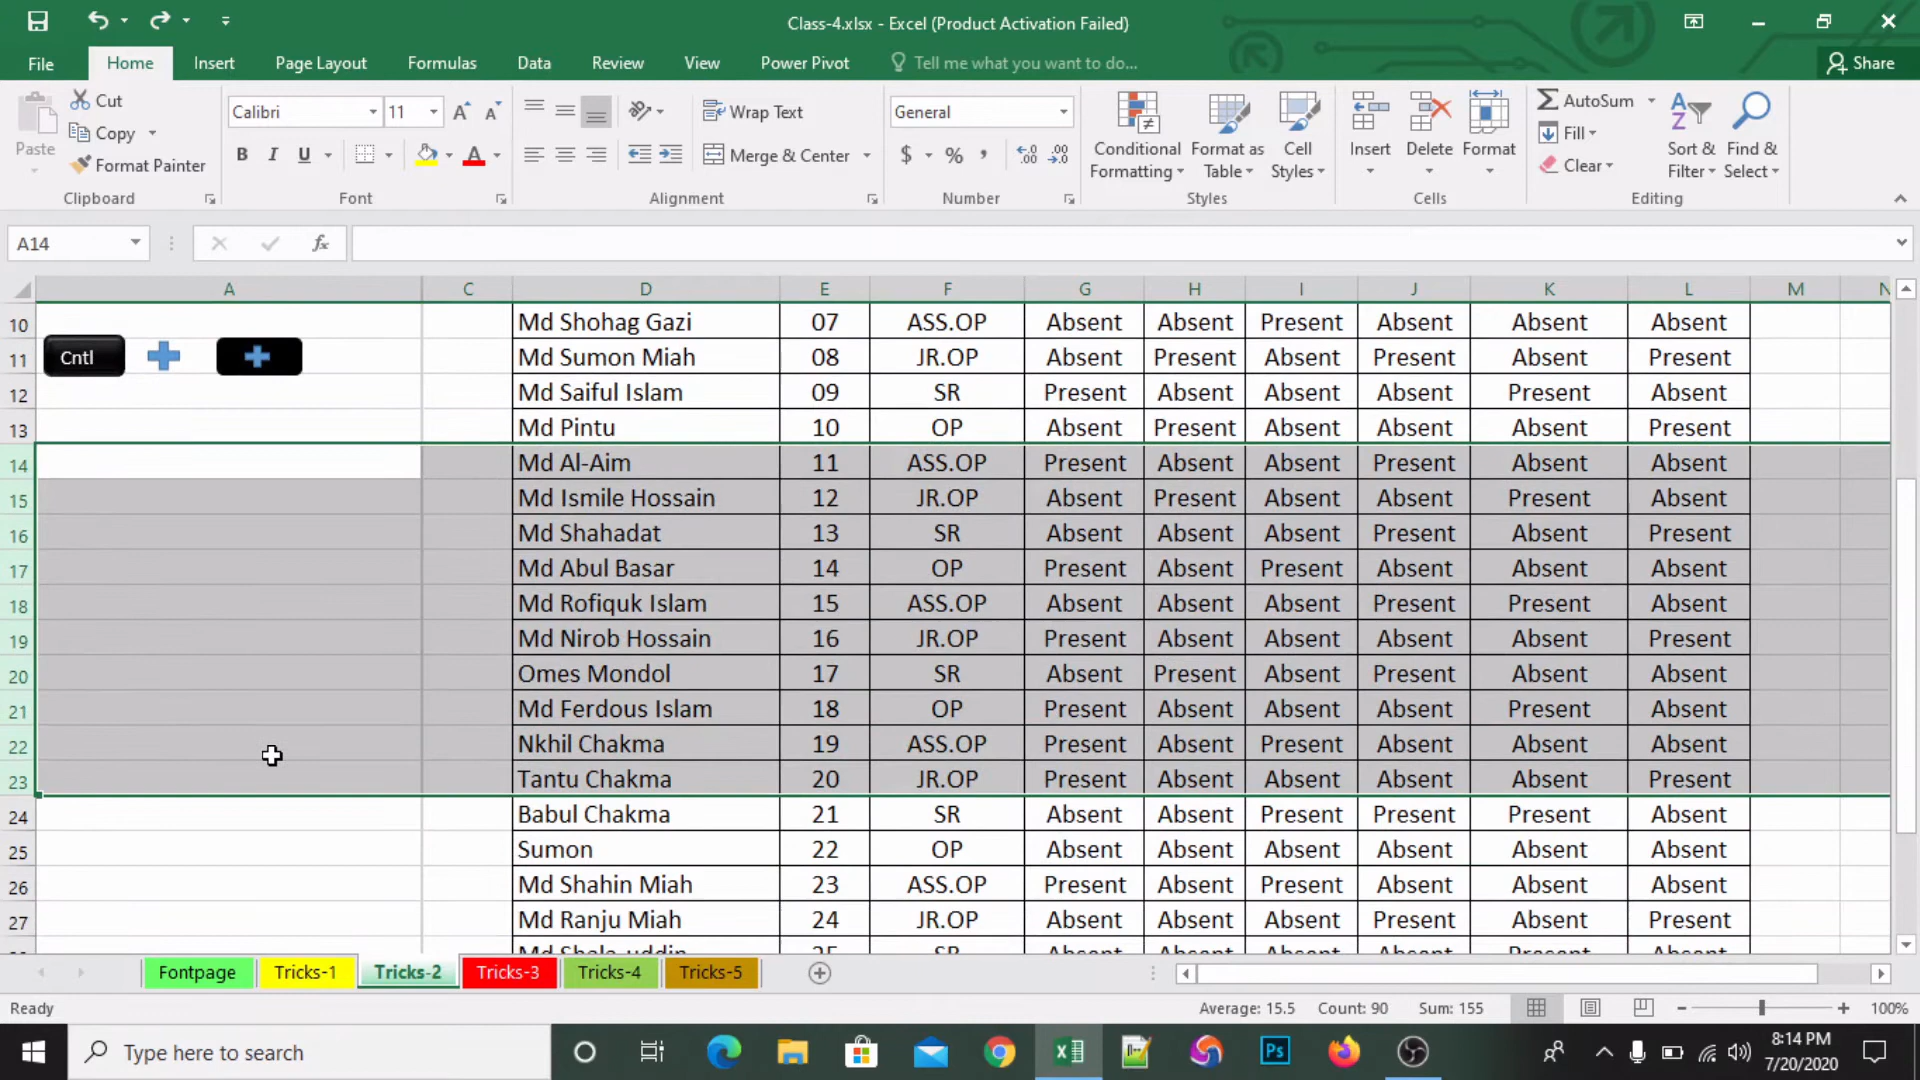 Class-4.xlsx - Excel (Product Activation Failed)
File Home Insert Page Layout Formulas Data Review View Power Pivot Tell me what you want to do... Share
Paste
Cut
Copy
Format Painter
Clipboard
Calibri 11 A A
B I U A
Font
Wrap Text
Merge & Center
Alignment
General
$ % ,
Number
Conditional Formatting
Format as Table
Cell Styles
Styles
Insert Delete Format
Cells
AutoSum
Fill
Clear
Sort & Filter
Find & Select
Editing
A14 fx
A C D E F G H I J K L M N
10 Md Shohag Gazi 07 ASS.OP Absent Absent Present Absent Absent Absent
11 Cntl Md Sumon Miah 08 JR.OP Absent Present Absent Absent Absent Present
12 Md Saiful Islam 09 SR Present Absent Absent Absent Present Absent
13 Md Pintu 10 OP Absent Present Absent Absent Absent Present
14 Md Al-Aim 11 ASS.OP Present Absent Absent Present Absent Absent
15 Md Ismile Hossain 12 JR.OP Absent Present Absent Absent Present Absent
16 Md Shahadat 13 SR Absent Absent Absent Present Absent Present
17 Md Abul Basar 14 OP Present Absent Present Absent Absent Absent
18 Md Rofiquk Islam 15 ASS.OP Absent Absent Absent Present Present Absent
19 Md Nirob Hossain 16 JR.OP Present Absent Absent Absent Absent Present
20 Omes Mondol 17 SR Absent Present Absent Present Absent Absent
21 Md Ferdous Islam 18 OP Present Absent Absent Absent Present Absent
22 Nkhil Chakma 19 ASS.OP Present Absent Present Absent Absent Absent
23 Tantu Chakma 20 JR.OP Present Absent Absent Absent Absent Present
24 Babul Chakma 21 SR Absent Absent Present Present Present Absent
25 Sumon 22 OP Absent Absent Absent Absent Absent Absent
26 Md Shahin Miah 23 ASS.OP Present Absent Present Absent Absent Absent
27 Md Ranju Miah 24 JR.OP Absent Absent Absent Present Absent Present
Fontpage Tricks-1 Tricks-2 Tricks-3 Tricks-4 Tricks-5
Ready Average: 15.5 Count: 90 Sum: 155 100%
Type here to search Ps 8:14 PM
7/20/2020